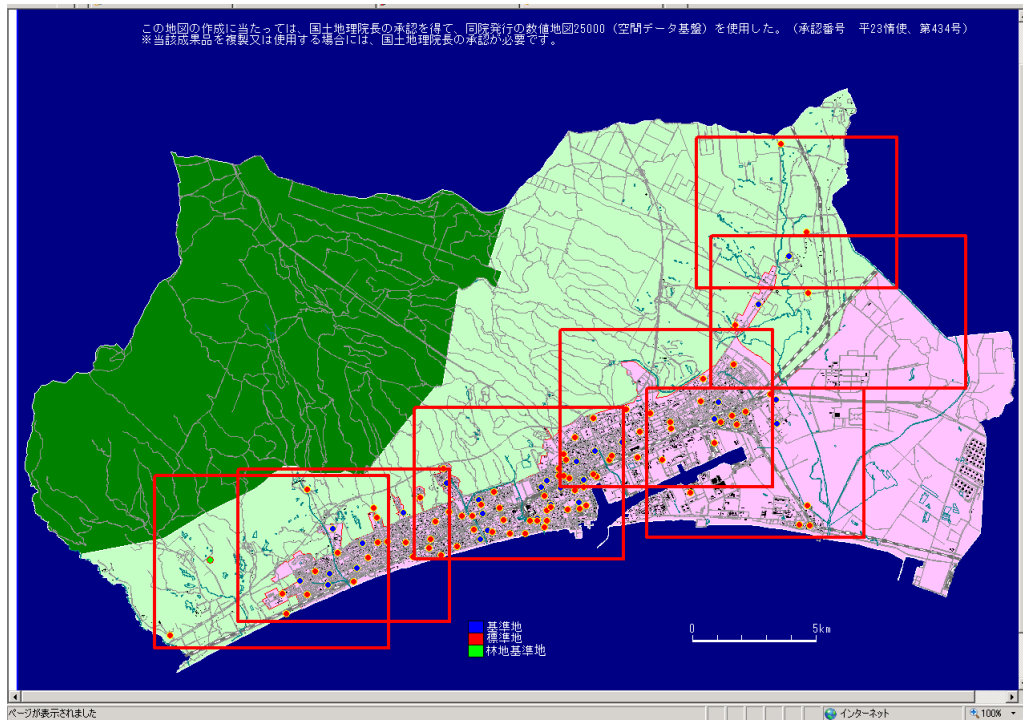 この地図の作成に当たっては、国土地理院長の承認を得て、同院発行の数値地図25000（空間データ基盤）を使用した。（承認番号　平23情使、第434号）
※当該成果品を複製又は使用する場合には、国土地理院長の承認が必要です。
基準地
標準地
林地基準地
0 5km
ページが表示されました
インターネット
100%